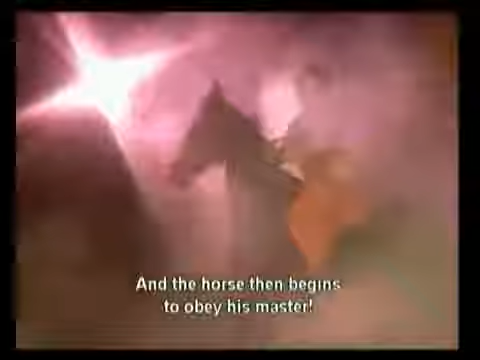 And the horse then begins
to obey his master!